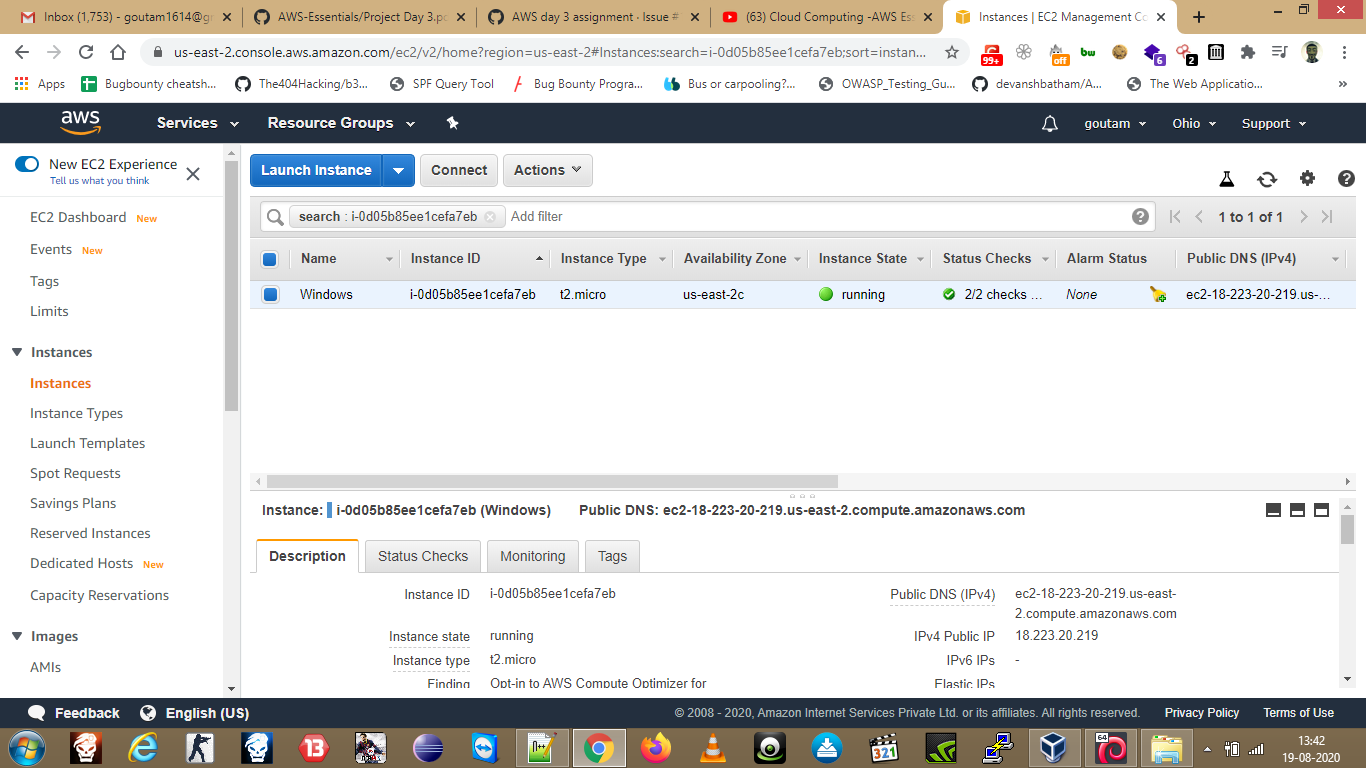 Inbox (1,753) - goutam1614@gm
AWS-Essentials/Project Day 3.pd
AWS day 3 assignment · Issue #
(63) Cloud Computing -AWS Ess
Instances | EC2 Management Co
us-east-2.console.aws.amazon.com/ec2/v2/home?region=us-east-2#Instances:search=i-0d05b85ee1cefa7eb;sort=instan...
99+
off
bw
6
2
Apps
Bugbounty cheatsh...
The404Hacking/b3...
SPF Query Tool
Bug Bounty Progra...
Bus or carpooling?...
OWASP_Testing_Gu...
devanshbatham/A...
The Web Applicatio...
»
aws
Services
Resource Groups
goutam
Ohio
Support
New EC2 Experience
Tell us what you think
EC2 Dashboard New
Events New
Tags
Limits
Instances
Instances
Instance Types
Launch Templates
Spot Requests
Savings Plans
Reserved Instances
Dedicated Hosts New
Capacity Reservations
Images
AMIs
Launch Instance
Connect
Actions
search : i-0d05b85ee1cefa7eb
Add filter
1 to 1 of 1
Name Instance ID Instance Type Availability Zone Instance State Status Checks Alarm Status Public DNS (IPv4)
Windows i-0d05b85ee1cefa7eb t2.micro us-east-2c running 2/2 checks ... None ec2-18-223-20-219.us-...
Instance: i-0d05b85ee1cefa7eb (Windows) Public DNS: ec2-18-223-20-219.us-east-2.compute.amazonaws.com
Description Status Checks Monitoring Tags
Instance ID i-0d05b85ee1cefa7eb
Instance state running
Instance type t2.micro
Finding Opt-in to AWS Compute Optimizer for
Public DNS (IPv4) ec2-18-223-20-219.us-east-
2.compute.amazonaws.com
IPv4 Public IP 18.223.20.219
IPv6 IPs -
Elastic IPs
Feedback
English (US)
© 2008 - 2020, Amazon Internet Services Private Ltd. or its affiliates. All rights reserved.
Privacy Policy
Terms of Use
13
321
64
13:42
19-08-2020